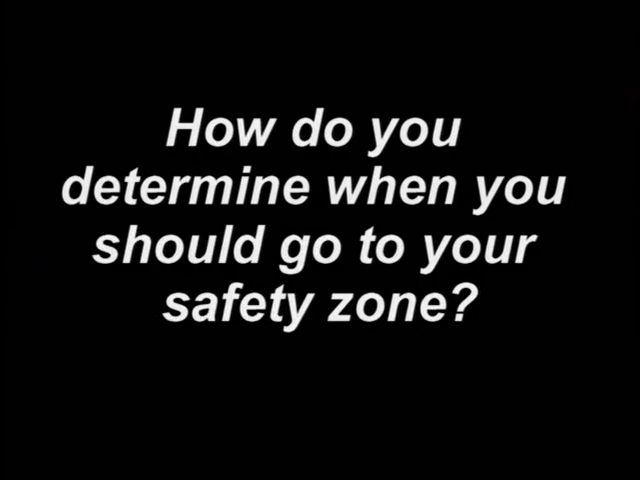 How do you
determine when you
should go to your
safety zone?